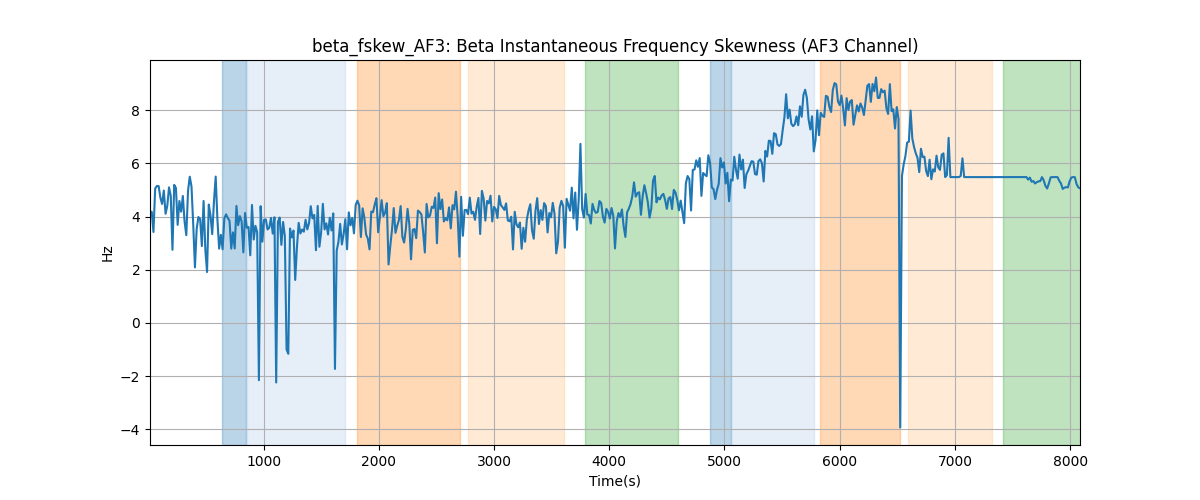 beta_fskew_AF3: Beta Instantaneous Frequency Skewness (AF3 Channel)
Hz
8
6
4
2
0
−2
−4
1000 2000 3000 4000 5000 6000 7000 8000
Time(s)